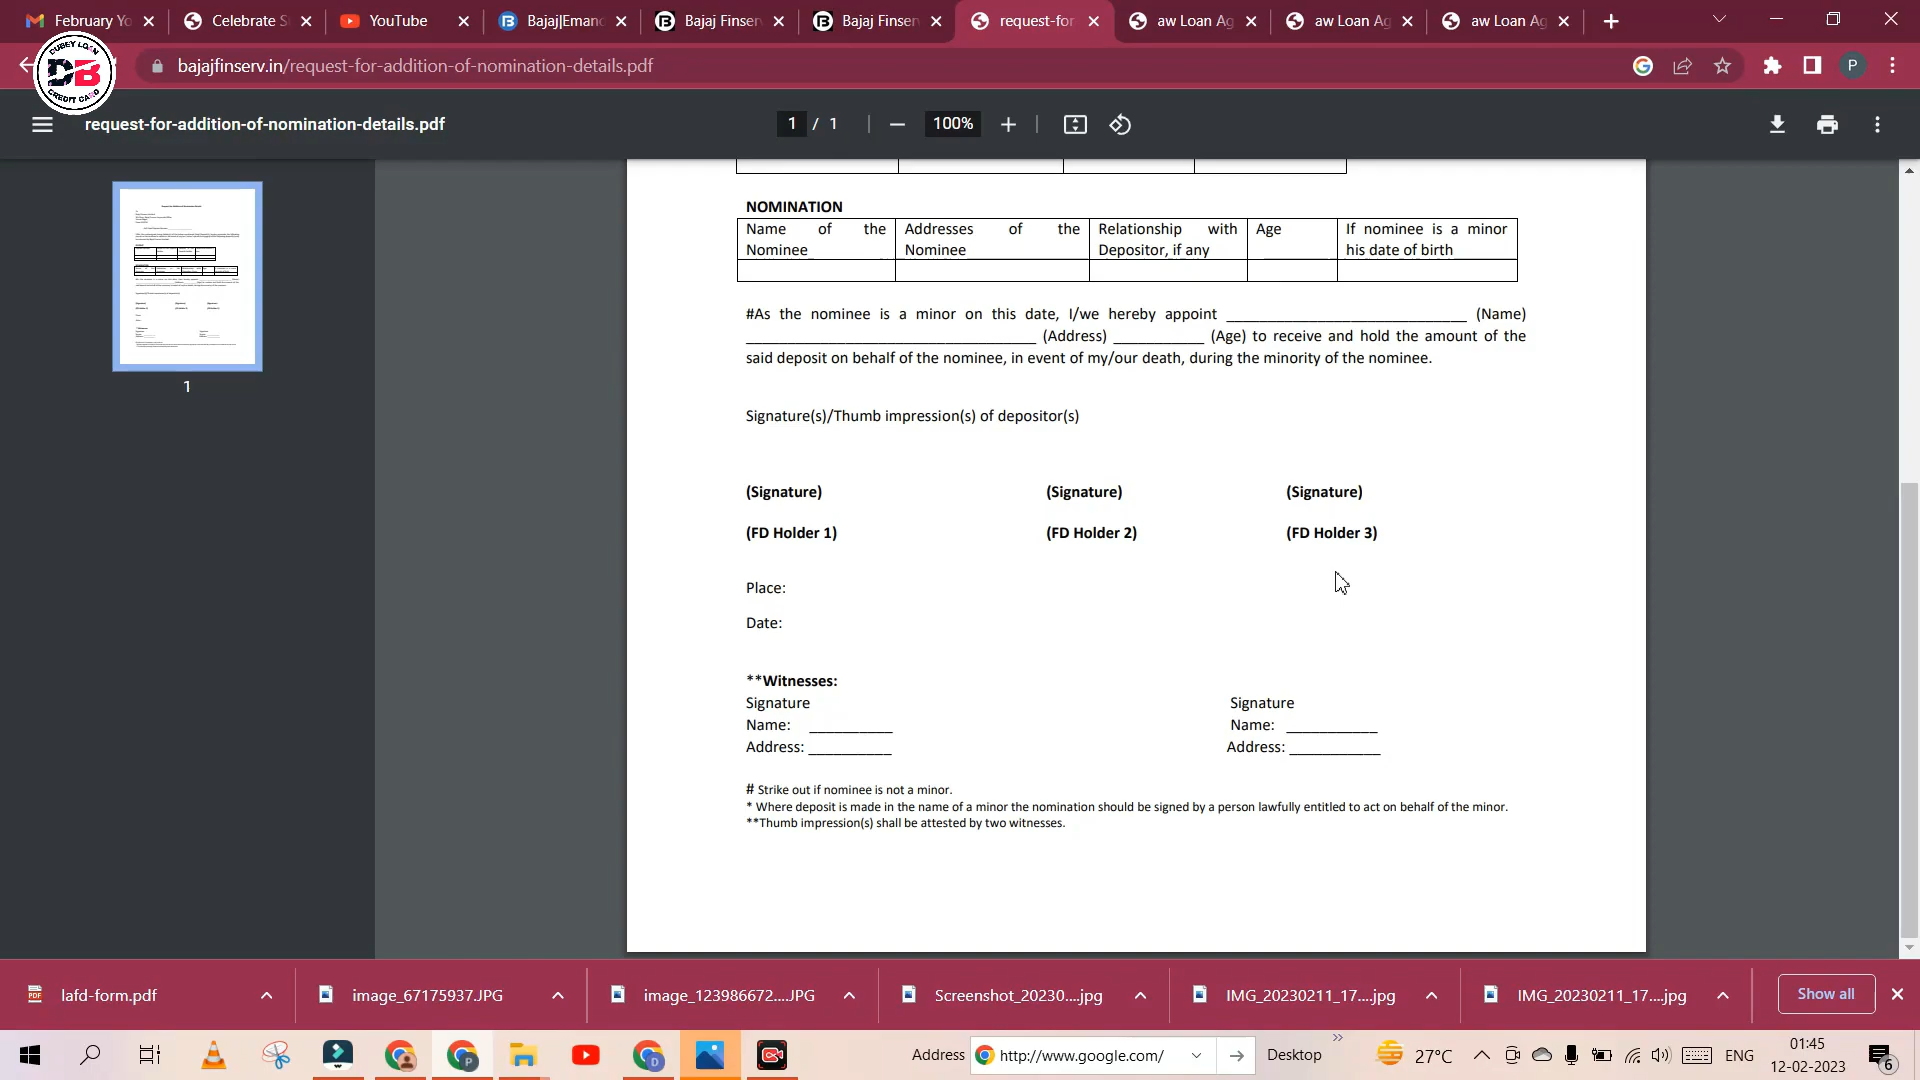 February Yo
Celebrate S
YouTube
Bajaj|Eman
Bajaj Finser
Bajaj Finser
request-for
aw Loan Ag
aw Loan Ag
aw Loan Ag
DUBEY LOAN
DB
CREDIT CARD
bajajfinserv.in/request-for-addition-of-nomination-details.pdf
P
request-for-addition-of-nomination-details.pdf
1 / 1
100%
1
NOMINATION
Name of the Nominee
Addresses of the Nominee
Relationship with Depositor, if any
Age
If nominee is a minor his date of birth
#As the nominee is a minor on this date, I/we hereby appoint ____________________________ (Name)
__________________________________ (Address) ___________ (Age) to receive and hold the amount of the
said deposit on behalf of the nominee, in event of my/our death, during the minority of the nominee.
Signature(s)/Thumb impression(s) of depositor(s)
(Signature) (Signature) (Signature)
(FD Holder 1) (FD Holder 2) (FD Holder 3)
Place:
Date:
**Witnesses:
Signature Signature
Name: __________ Name: ___________
Address: __________ Address: ___________
# Strike out if nominee is not a minor.
* Where deposit is made in the name of a minor the nomination should be signed by a person lawfully entitled to act on behalf of the minor.
**Thumb impression(s) shall be attested by two witnesses.
lafd-form.pdf
image_67175937.JPG
image_123986672....JPG
Screenshot_20230....jpg
IMG_20230211_17....jpg
IMG_20230211_17....jpg
Show all
Address
http://www.google.com/
Desktop
27°C
ENG
01:45
12-02-2023
6